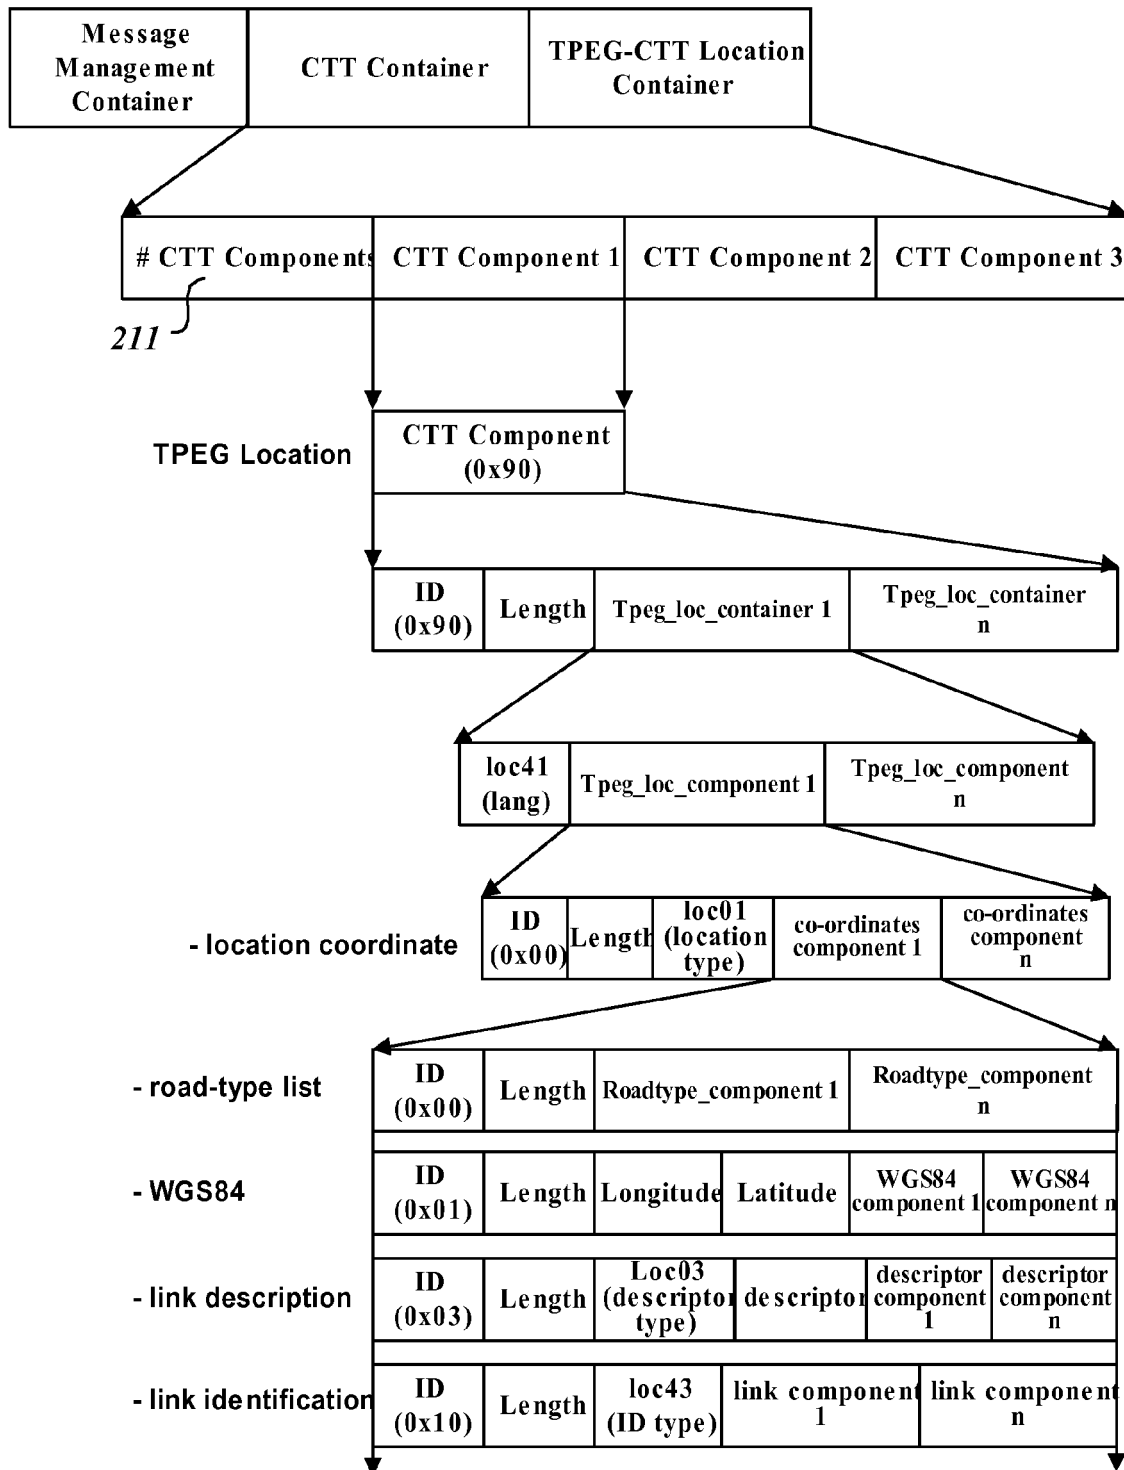 Message
Management
Container
CTT Container
TPEG-CTT Location
Container
# CTT Components
CTT Component 1
CTT Component 2
CTT Component 3
211
TPEG Location
CTT Component
(0x90)
ID
(0x90)
Length
Tpeg_loc_container 1
Tpeg_loc_container
n
loc41
(lang)
Tpeg_loc_component 1
Tpeg_loc_component
n
- location coordinate
ID
(0x00)
Length
loc01
(location
type)
co-ordinates
component 1
co-ordinates
component
n
- road-type list
ID
(0x00)
Length
Roadtype_component 1
Roadtype_component
n
- WGS84
ID
(0x01)
Length
Longitude
Latitude
WGS84
component 1
WGS84
component n
- link description
ID
(0x03)
Length
Loc03
(descriptor
type)
descriptor
descriptor
component
1
descriptor
component
n
- link identification
ID
(0x10)
Length
loc43
(ID type)
link component
1
link component
n